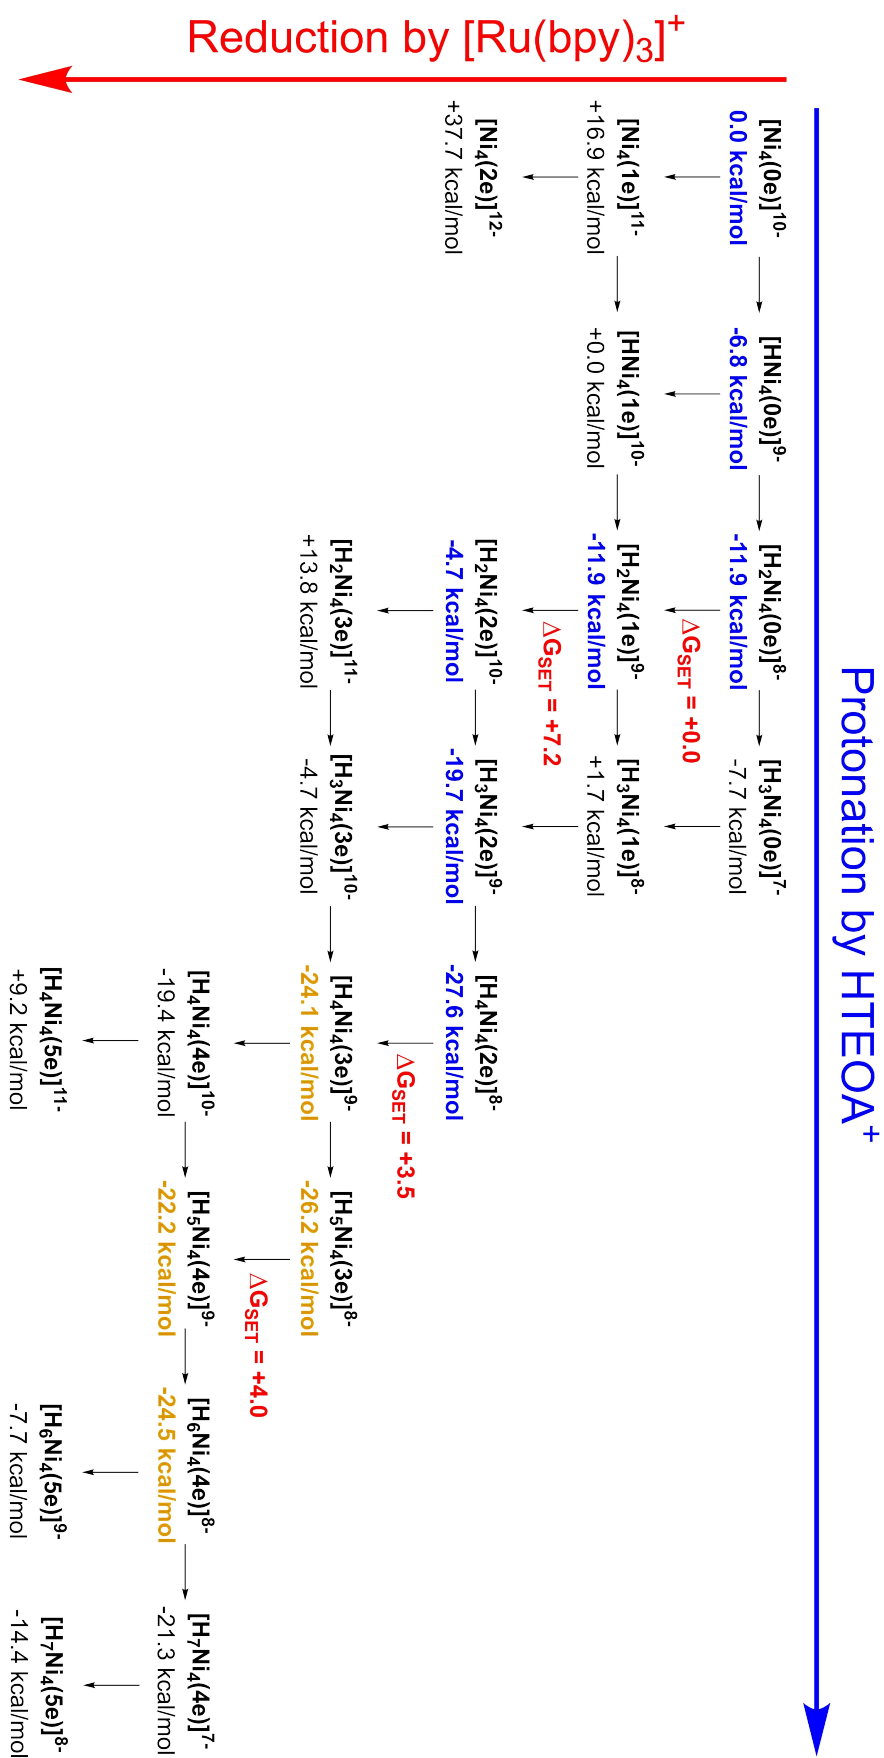 Reduction by [Ru(bpy)₃]⁺
Protonation by HTEOA⁺
[Ni₄(0e)]¹⁰⁻
0.0 kcal/mol
[HNi₄(0e)]⁹⁻
-6.8 kcal/mol
[H₂Ni₄(0e)]⁸⁻
-11.9 kcal/mol
[H₃Ni₄(0e)]⁷⁻
-7.7 kcal/mol
ΔG_SET = +0.0
[Ni₄(1e)]¹¹⁻
+16.9 kcal/mol
[HNi₄(1e)]¹⁰⁻
+0.0 kcal/mol
[H₂Ni₄(1e)]⁹⁻
-11.9 kcal/mol
[H₃Ni₄(1e)]⁸⁻
+1.7 kcal/mol
ΔG_SET = +7.2
[Ni₄(2e)]¹²⁻
+37.7 kcal/mol
[H₂Ni₄(2e)]¹⁰⁻
-4.7 kcal/mol
[H₃Ni₄(2e)]⁹⁻
-19.7 kcal/mol
[H₄Ni₄(2e)]⁸⁻
-27.6 kcal/mol
ΔG_SET = +3.5
[H₂Ni₄(3e)]¹¹⁻
+13.8 kcal/mol
[H₃Ni₄(3e)]¹⁰⁻
-4.7 kcal/mol
[H₄Ni₄(3e)]⁹⁻
-24.1 kcal/mol
[H₅Ni₄(3e)]⁸⁻
-26.2 kcal/mol
ΔG_SET = +4.0
[H₄Ni₄(4e)]¹⁰⁻
-19.4 kcal/mol
[H₅Ni₄(4e)]⁹⁻
-22.2 kcal/mol
[H₆Ni₄(4e)]⁸⁻
-24.5 kcal/mol
[H₇Ni₄(4e)]⁷⁻
-21.3 kcal/mol
[H₄Ni₄(5e)]¹¹⁻
+9.2 kcal/mol
[H₆Ni₄(5e)]⁹⁻
-7.7 kcal/mol
[H₇Ni₄(5e)]⁸⁻
-14.4 kcal/mol